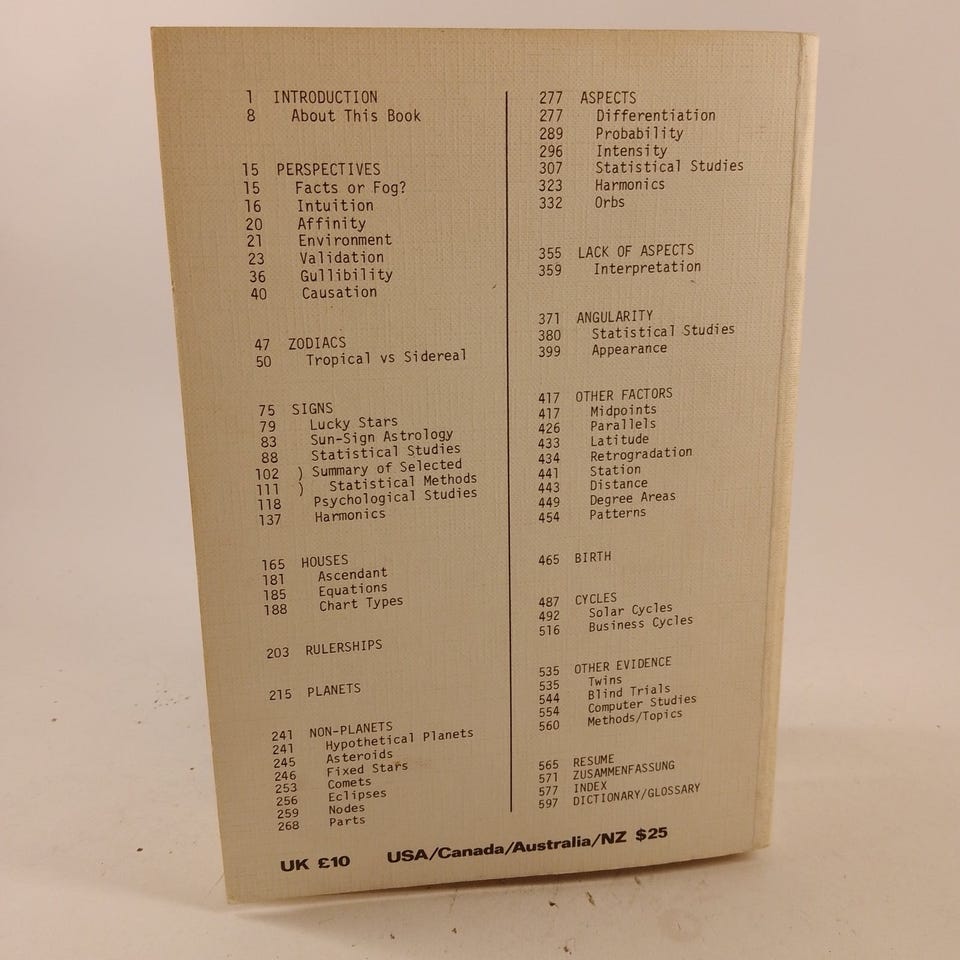 1 INTRODUCTION
8 About This Book
15 PERSPECTIVES
15 Facts or Fog?
16 Intuition
20 Affinity
21 Environment
23 Validation
36 Gullibility
40 Causation
47 ZODIACS
50 Tropical vs Sidereal
75 SIGNS
79 Lucky Stars
83 Sun-Sign Astrology
88 Statistical Studies
102 ) Summary of Selected
111 ) Statistical Methods
118 Psychological Studies
137 Harmonics
165 HOUSES
181 Ascendant
185 Equations
188 Chart Types
203 RULERSHIPS
215 PLANETS
241 NON-PLANETS
241 Hypothetical Planets
245 Asteroids
246 Fixed Stars
253 Comets
256 Eclipses
259 Nodes
268 Parts
277 ASPECTS
277 Differentiation
289 Probability
296 Intensity
307 Statistical Studies
323 Harmonics
332 Orbs
355 LACK OF ASPECTS
359 Interpretation
371 ANGULARITY
380 Statistical Studies
399 Appearance
417 OTHER FACTORS
417 Midpoints
426 Parallels
433 Latitude
434 Retrogradation
441 Station
443 Distance
449 Degree Areas
454 Patterns
465 BIRTH
487 CYCLES
492 Solar Cycles
516 Business Cycles
535 OTHER EVIDENCE
535 Twins
544 Blind Trials
554 Computer Studies
560 Methods/Topics
565 RESUME
571 ZUSAMMENFASSUNG
577 INDEX
597 DICTIONARY/GLOSSARY
UK £10 USA/Canada/Australia/NZ $25